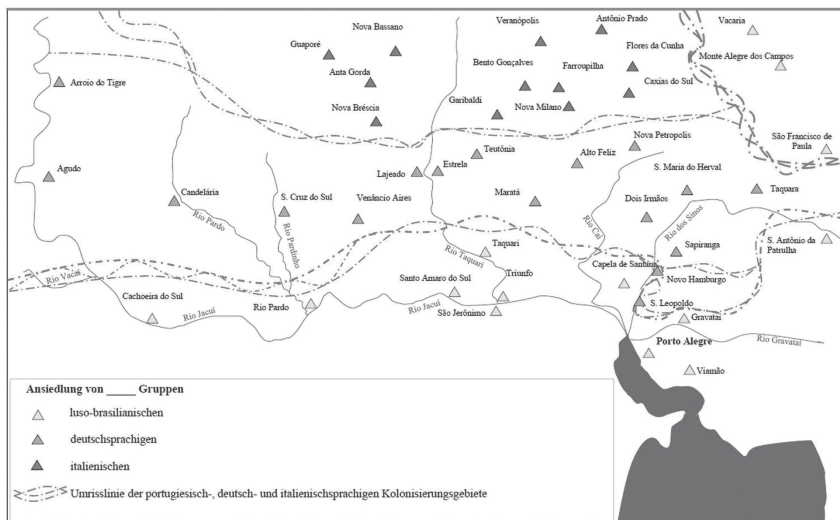 Nova Bassano
Veranópolis
Antônio Prado
Vacaria
Guaporé
Flores da Cunha
Monte Alegre dos Campos
Arroio do Tigre
Anta Gorda
Bento Gonçalves
Farroupilha
Caxias do Sul
Garibaldi
Nova Milano
Nova Bréscia
Nova Petropolis
São Francisco de
Paula
Teutônia
Alto Feliz
Agudo
Lajeado
Estrela
S. Maria do Herval
Candelária
S. Cruz do Sul
Venâncio Aires
Maratá
Dois Irmãos
Taquara
Rio Pardo
Rio Pardinho
Rio Caí
Rio dos Sinos
Taquari
Rio Taquari
Sapiranga
S. Antônio da
Patrulha
Rio Vacaí
Capela de Santana
Novo Hamburgo
Cachoeira do Sul
Rio Pardo
Santo Amaro do Sul
Triunfo
S. Leopoldo
Rio Jacuí
Rio Jacuí
São Jerônimo
Gravataí
Rio Gravataí
Porto Alegre
Viamão
Ansiedlung von ____ Gruppen
luso-brasilianischen
deutschsprachigen
italienischen
Umrisslinie der portugiesisch-, deutsch- und italienischsprachigen Kolonisierungsgebiete